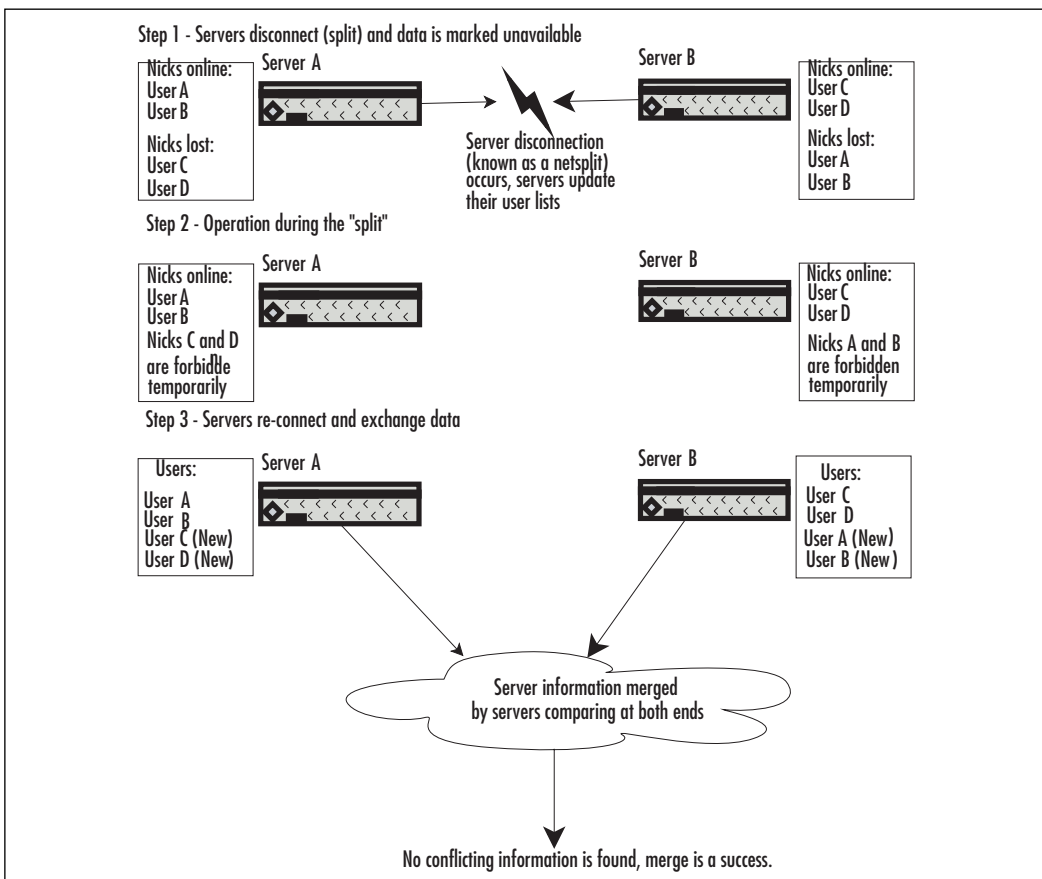 Step 1 - Servers disconnect (split) and data is marked unavailable
Nicks online:
User A
User B
Nicks lost:
User C
User D
Server A
Server disconnection
(known as a netsplit)
occurs, servers update
their user lists
Server B
Nicks online:
User C
User D
Nicks lost:
User A
User B
Step 2 - Operation during the "split"
Nicks online:
User A
User B
Nicks C and D
are forbidden
temporarily
Server A
Server B
Nicks online:
User C
User D
Nicks A and B
are forbidden
temporarily
Step 3 - Servers re-connect and exchange data
Users:
User A
User B
User C (New)
User D (New)
Server A
Server B
Users:
User C
User D
User A (New)
User B (New)
Server information merged
by servers comparing at both ends
No conflicting information is found, merge is a success.